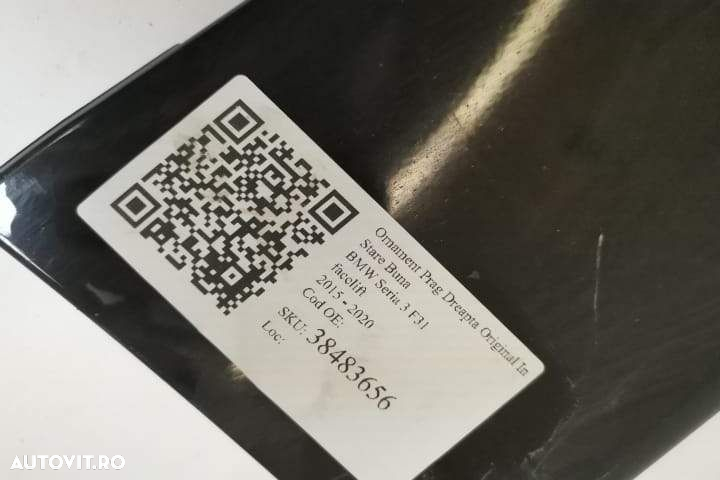 Ornament Prag Dreapta Original In
Stare Buna
BMW Seria 3 F31
facelift
2015 - 2020
Cod OE:
SKU: 38483656
Loc:
AUTOVIT.RO